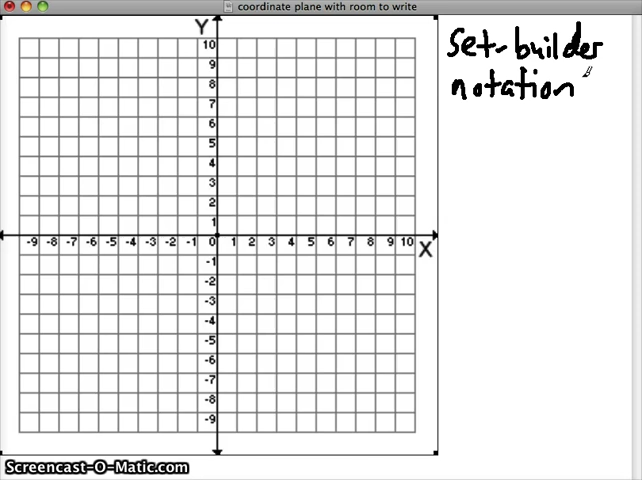 coordinate plane with room to write
Y
10
9
8
7
6
5
4
3
2
1
-9 -8 -7 -6 -5 -4 -3 -2 -1 0 1 2 3 4 5 6 7 8 9 10
X
-1
-2
-3
-4
-5
-6
-7
-8
-9
set-builder
notation
Screencast-O-Matic.com